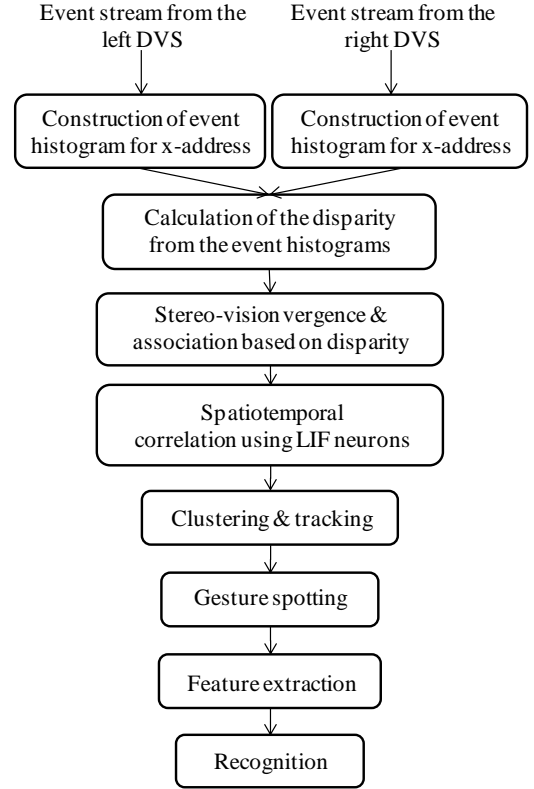 Event stream from the
left DVS
Event stream from the
right DVS
Construction of event
histogram for x-address
Construction of event
histogram for x-address
Calculation of the disparity
from the event histograms
Stereo-vision vergence &
association based on disparity
Spatiotemporal
correlation using LIF neurons
Clustering & tracking
Gesture spotting
Feature extraction
Recognition